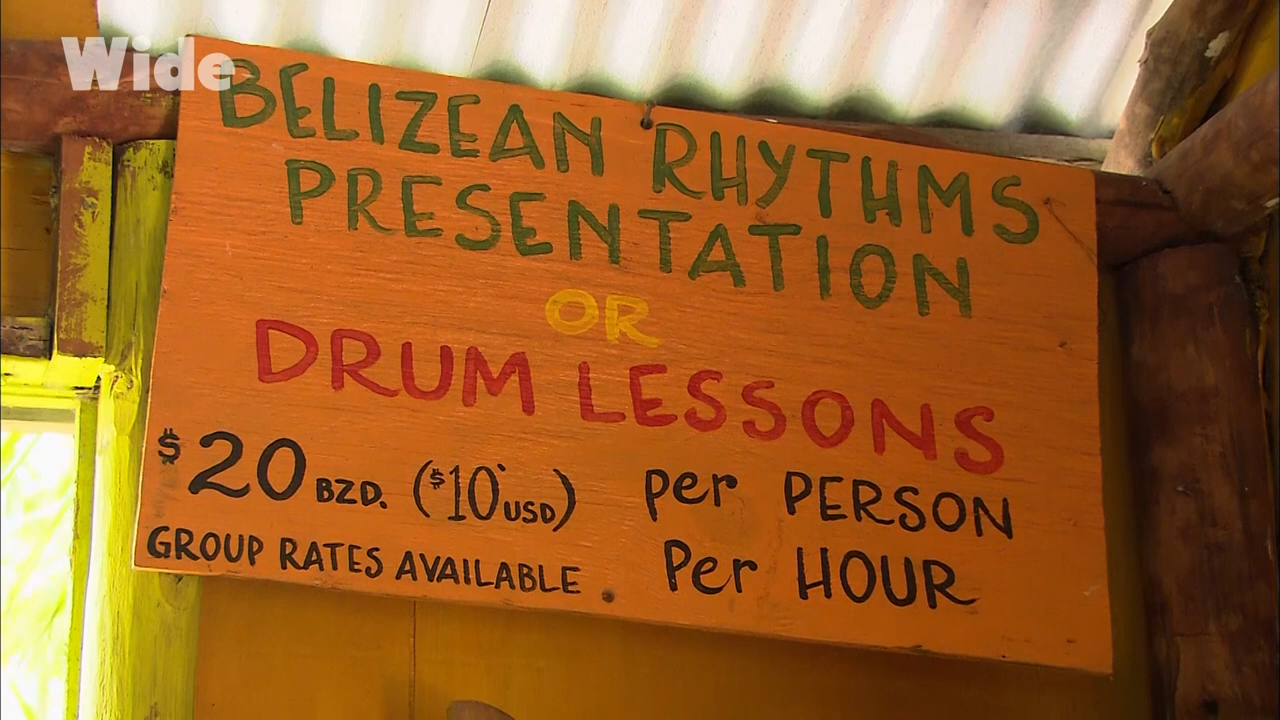 Wide
BELIZEAN RHYTHMS
PRESENTATION
OR
DRUM LESSONS
$20 BZD. ($10 USD) per PERSON
GROUP RATES AVAILABLE. Per HOUR